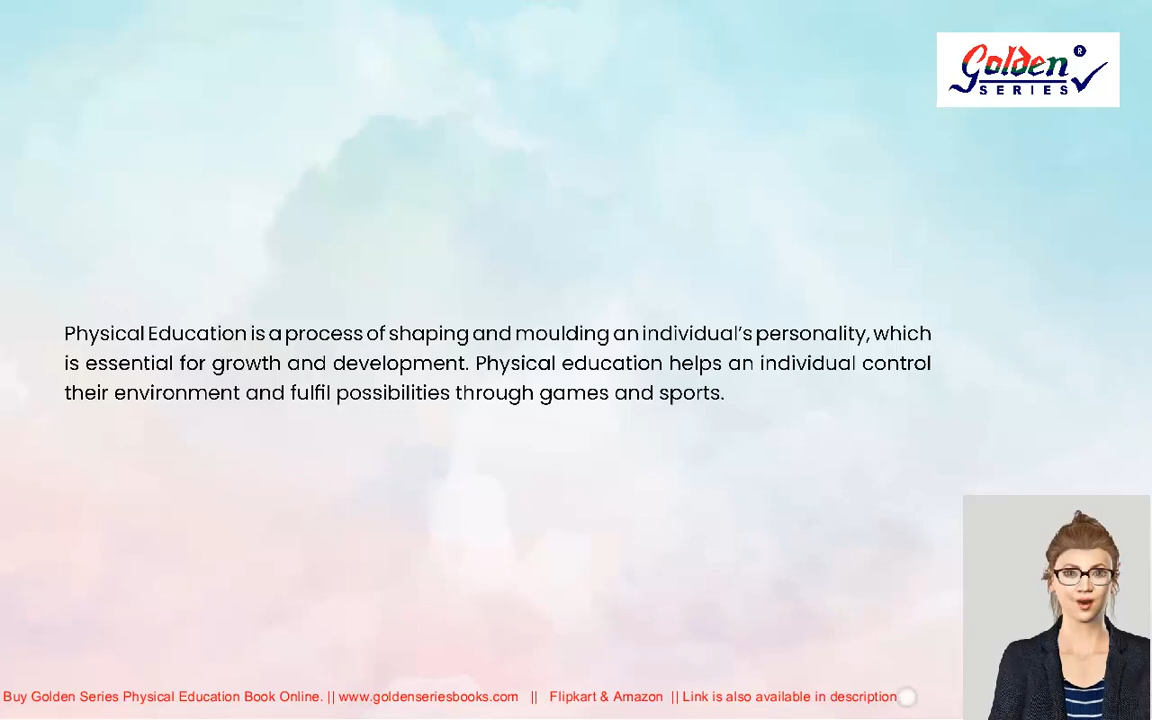 Golden®
SERIES
Physical Education is a process of shaping and moulding an individual's personality, which
is essential for growth and development. Physical education helps an individual control
their environment and fulfil possibilities through games and sports.
Buy Golden Series Physical Education Book Online. || www.goldenseriesbooks.com || Flipkart & Amazon || Link is also available in description